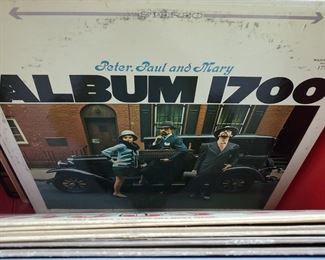 STEREO
Peter, Paul and Mary
ALBUM 1700